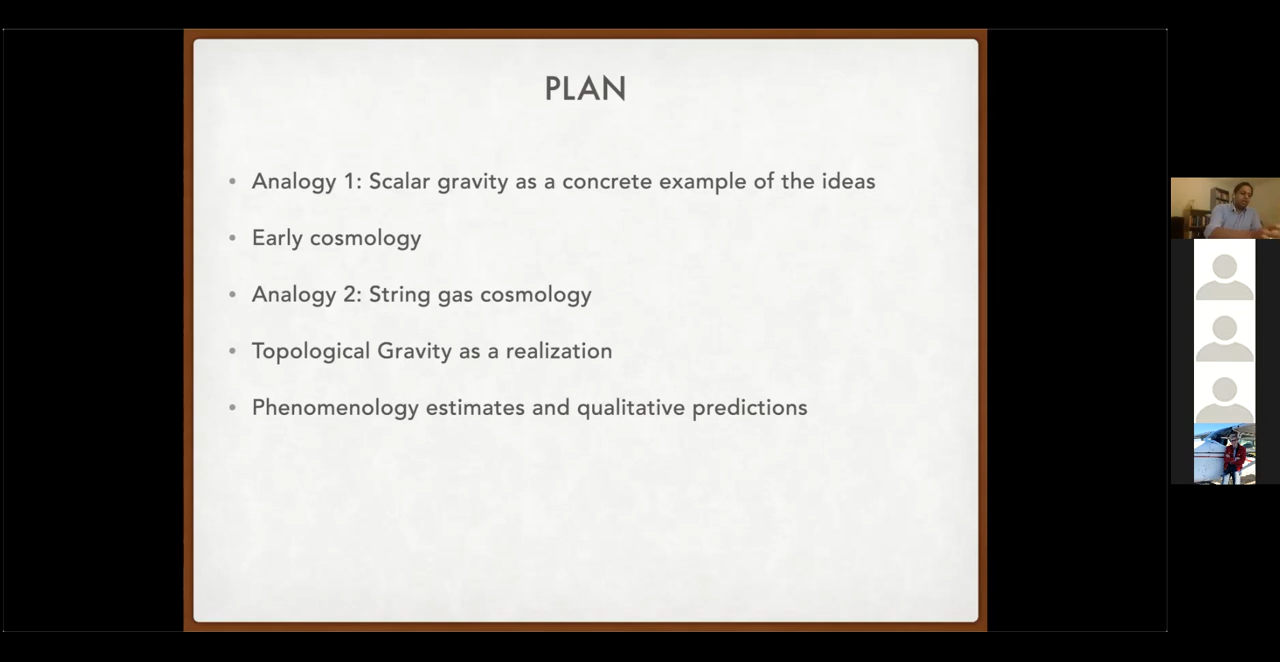 PLAN
• Analogy 1: Scalar gravity as a concrete example of the ideas
• Early cosmology
• Analogy 2: String gas cosmology
• Topological Gravity as a realization
• Phenomenology estimates and qualitative predictions